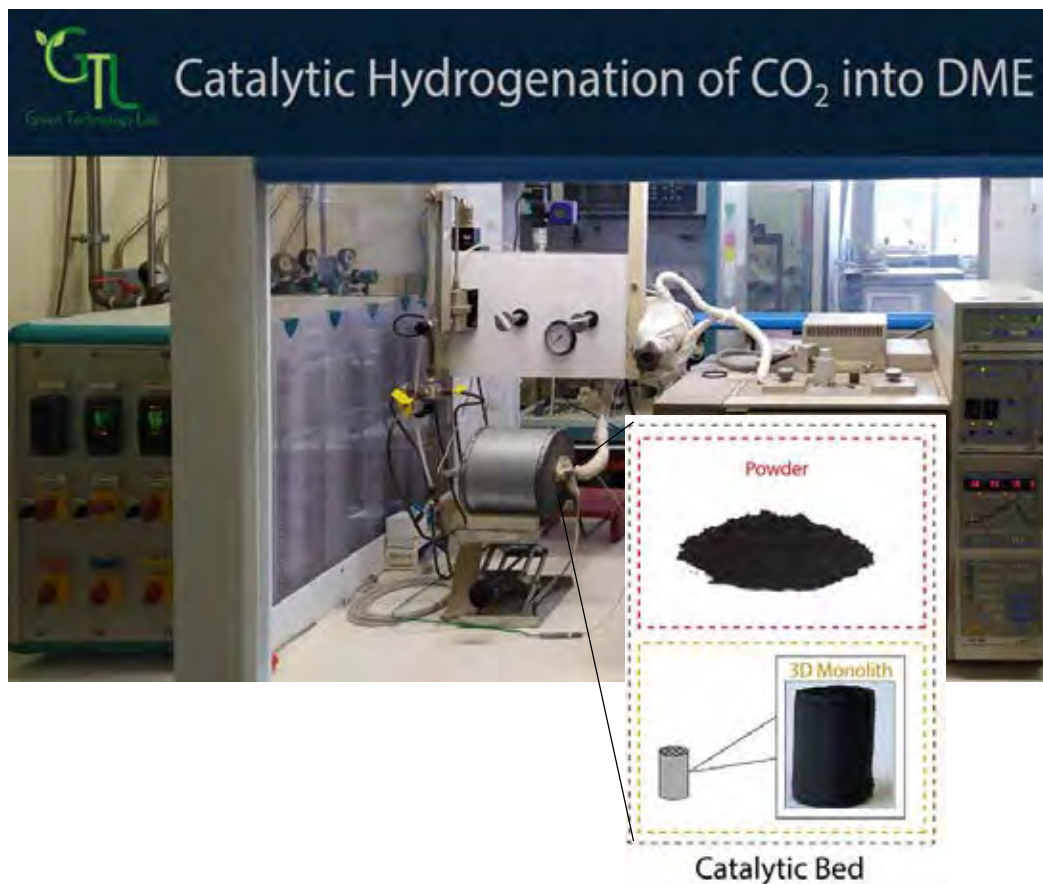 GTL
Green Technology Lab
Catalytic Hydrogenation of CO₂ into DME
Powder
3D Monolith
Catalytic Bed